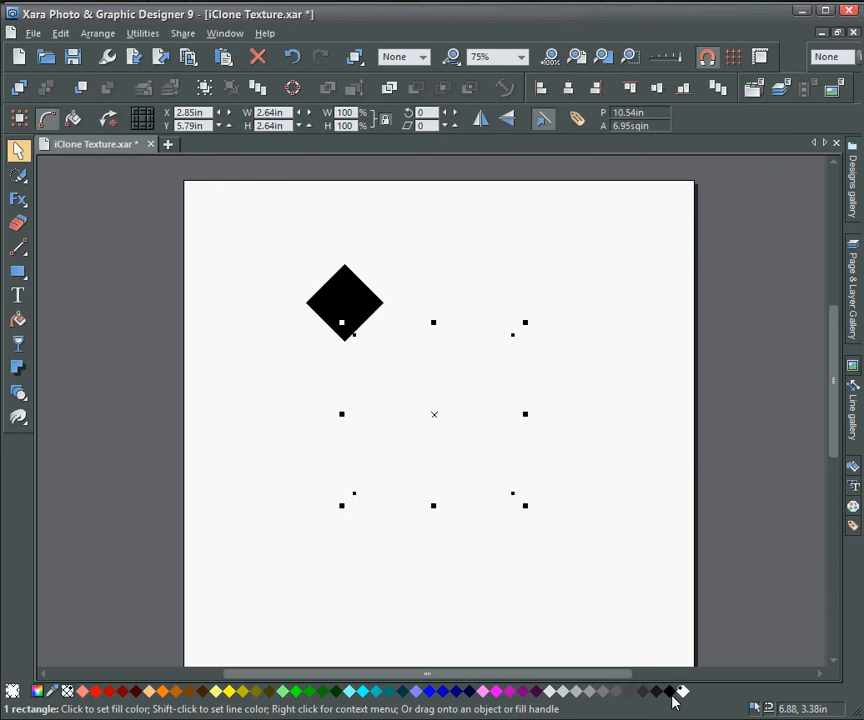 Xara Photo & Graphic Designer 9 - [iClone Texture.xar *]
File Edit Arrange Utilities Share Window Help
None 75% None
X 2.85in W 2.64in W 100 % 0 P 10.54in
Y 5.79in H 2.64in H 100 % 0 A 6.95sqin
iClone Texture.xar *
Fx
T
Designs gallery
Page & Layer Gallery
Line gallery
1 rectangle: Click to set fill color; Shift-click to set line color; Right click for context menu; Or drag onto an object or fill handle 6.88, 3.38in